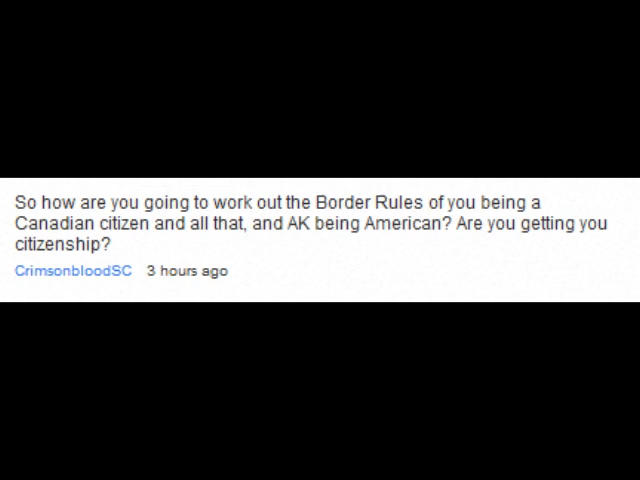 So how are you going to work out the Border Rules of you being a
Canadian citizen and all that, and AK being American? Are you getting you
citizenship?
CrimsonbloodSC 3 hours ago